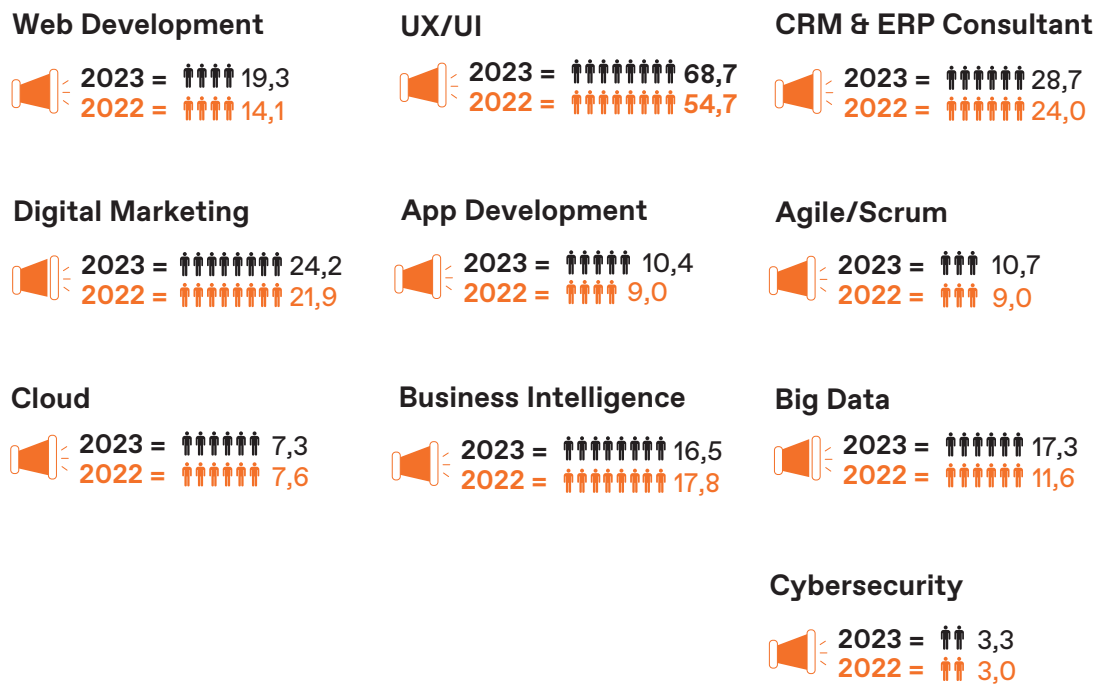 Web Development
2023 = 19,3
2022 = 14,1
UX/UI
2023 = 68,7
2022 = 54,7
CRM & ERP Consultant
2023 = 28,7
2022 = 24,0
Digital Marketing
2023 = 24,2
2022 = 21,9
App Development
2023 = 10,4
2022 = 9,0
Agile/Scrum
2023 = 10,7
2022 = 9,0
Cloud
2023 = 7,3
2022 = 7,6
Business Intelligence
2023 = 16,5
2022 = 17,8
Big Data
2023 = 17,3
2022 = 11,6
Cybersecurity
2023 = 3,3
2022 = 3,0